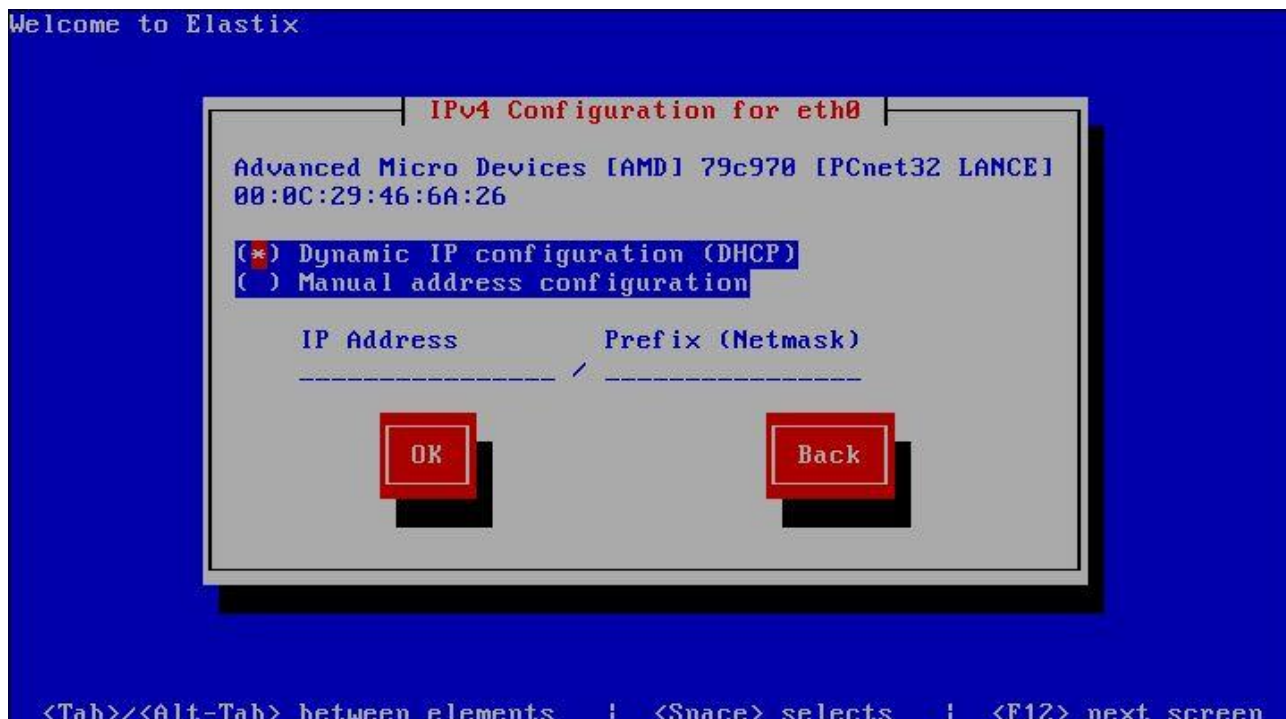 Welcome to Elastix
IPv4 Configuration for eth0
Advanced Micro Devices [AMD] 79c970 [PCnet32 LANCE]
00:0C:29:46:6A:26
(*) Dynamic IP configuration (DHCP)
( ) Manual address configuration
IP Address Prefix (Netmask)
________________ / ________________
OK Back
<Tab>/<Alt-Tab> between elements | <Space> selects | <F12> next screen